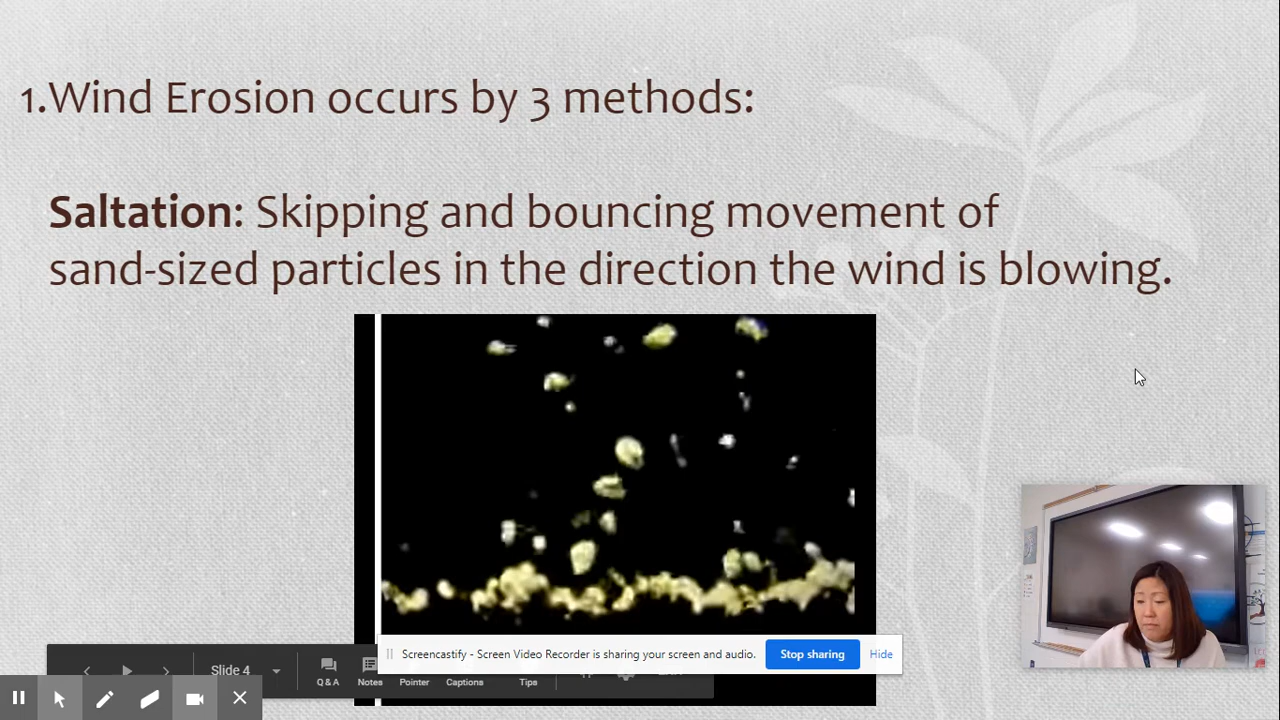 1.Wind Erosion occurs by 3 methods:
Saltation: Skipping and bouncing movement of
sand-sized particles in the direction the wind is blowing.
Screencastify - Screen Video Recorder is sharing your screen and audio.
Stop sharing
Hide
Slide 4
Q & A
Notes
Pointer
Captions
Tips